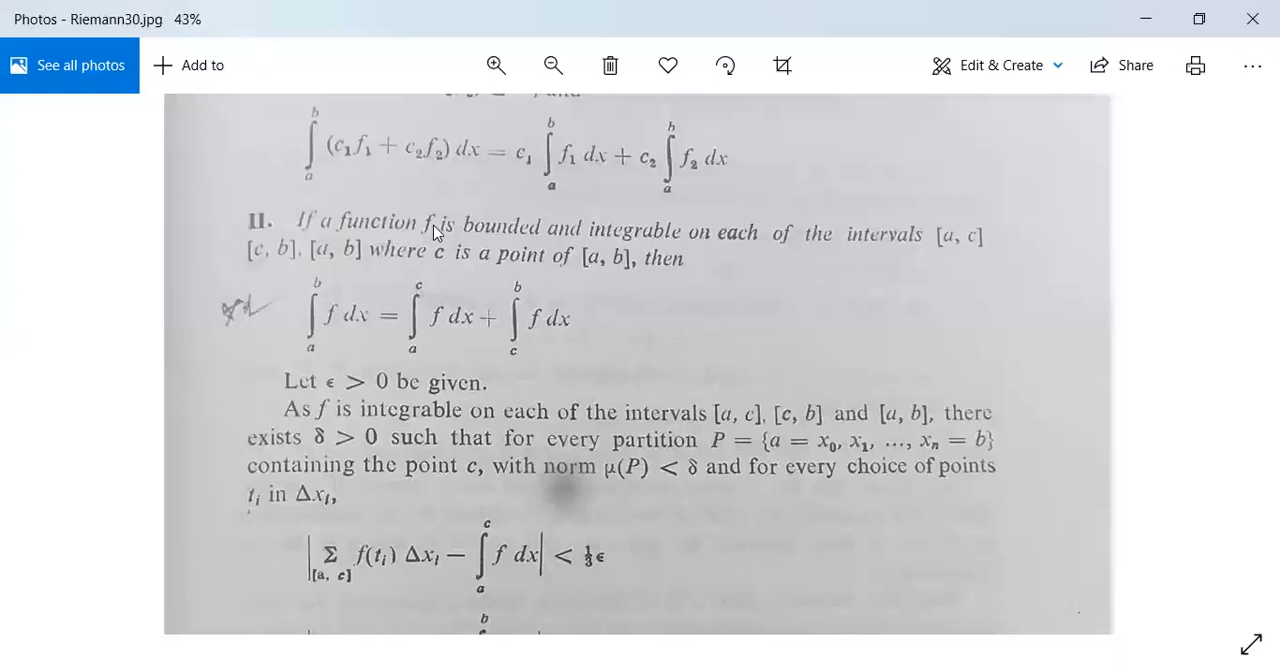 Photos - Riemann30.jpg 43%
See all photos
Add to
Edit & Create
Share
b b b
∫ (c₁f₁ + c₂f₂) dx = c₁ ∫ f₁ dx + c₂ ∫ f₂ dx
a a a
II. If a function f is bounded and integrable on each of the intervals [a, c]
[c, b], [a, b] where c is a point of [a, b], then
b c b
∫ f dx = ∫ f dx + ∫ f dx
a a c
Let ϵ > 0 be given.
As f is integrable on each of the intervals [a, c], [c, b] and [a, b], there
exists δ > 0 such that for every partition P = {a = x₀, x₁, ..., xₙ = b}
containing the point c, with norm μ(P) < δ and for every choice of points
tᵢ in Δxᵢ,
c
| Σ f(tᵢ) Δxᵢ − ∫ f dx | < ⅓ϵ
[a, c] a
b